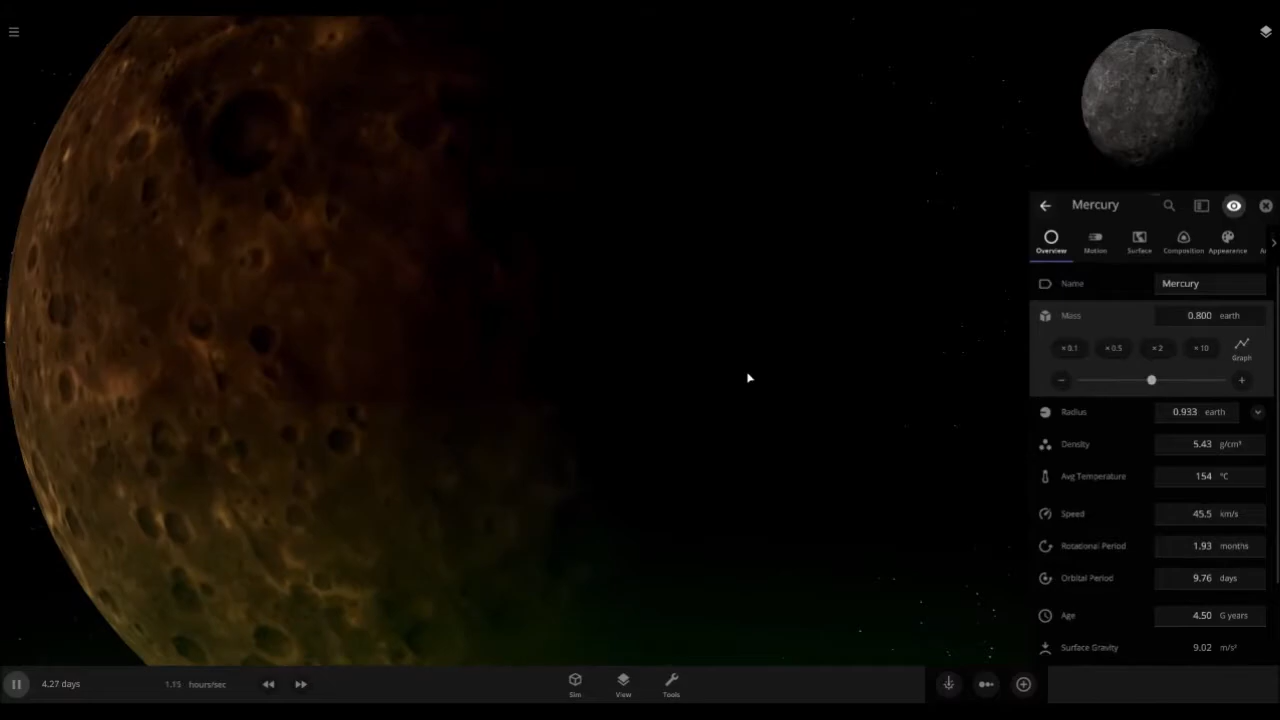 Mercury
Overview Motion Surface Composition Appearance
Name Mercury
Mass 0.800 earth
×0.1 ×0.5 ×2 ×10 Graph
Radius 0.933 earth
Density 5.43 g/cm³
Avg Temperature 154 °C
Speed 45.5 km/s
Rotational Period 1.93 months
Orbital Period 9.76 days
Age 4.50 G years
Surface Gravity 9.02 m/s²
4.27 days 1.15 hours/sec Sim View Tools